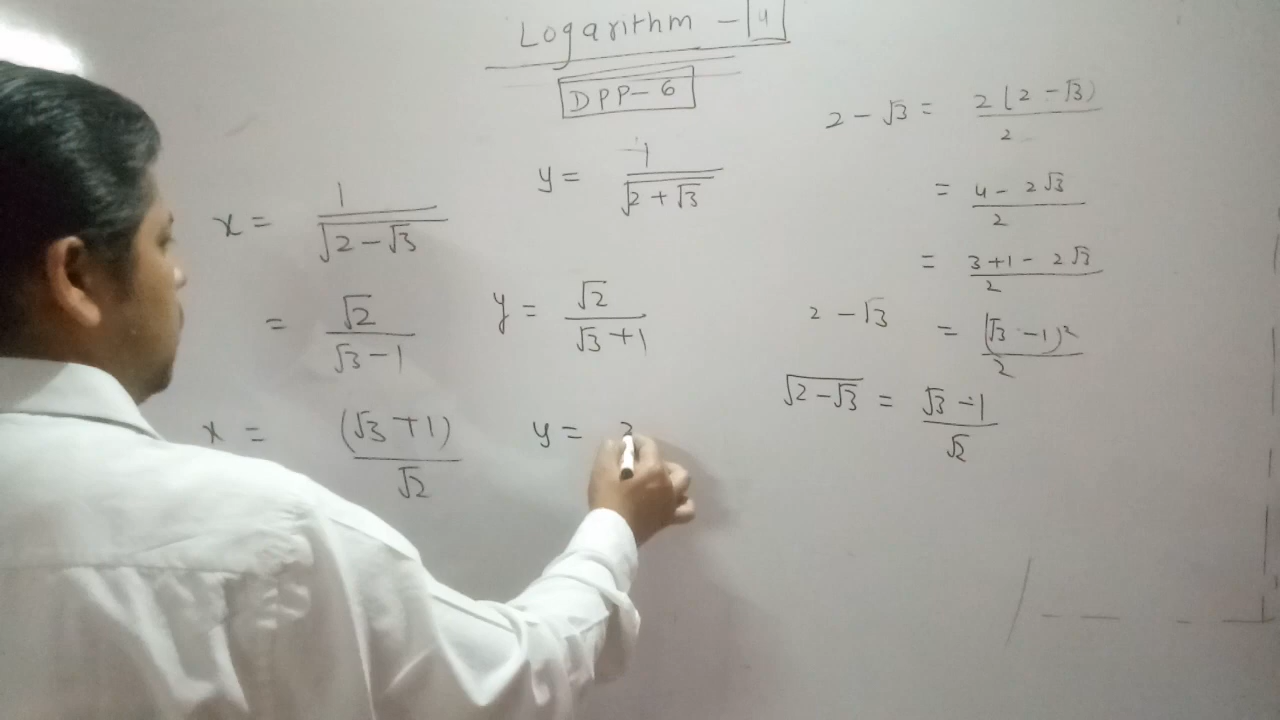 Logarithm - 4
DPP-6
x = 1/√(2-√3)
= √2/(√3-1)
x = (√3+1)/√2
y = 1/√(2+√3)
y = √2/(√3+1)
y =
2-√3 = 2(2-√3)/2
= (4-2√3)/2
= (3+1-2√3)/2
2-√3 = (√3-1)²/2
√(2-√3) = (√3-1)/√2